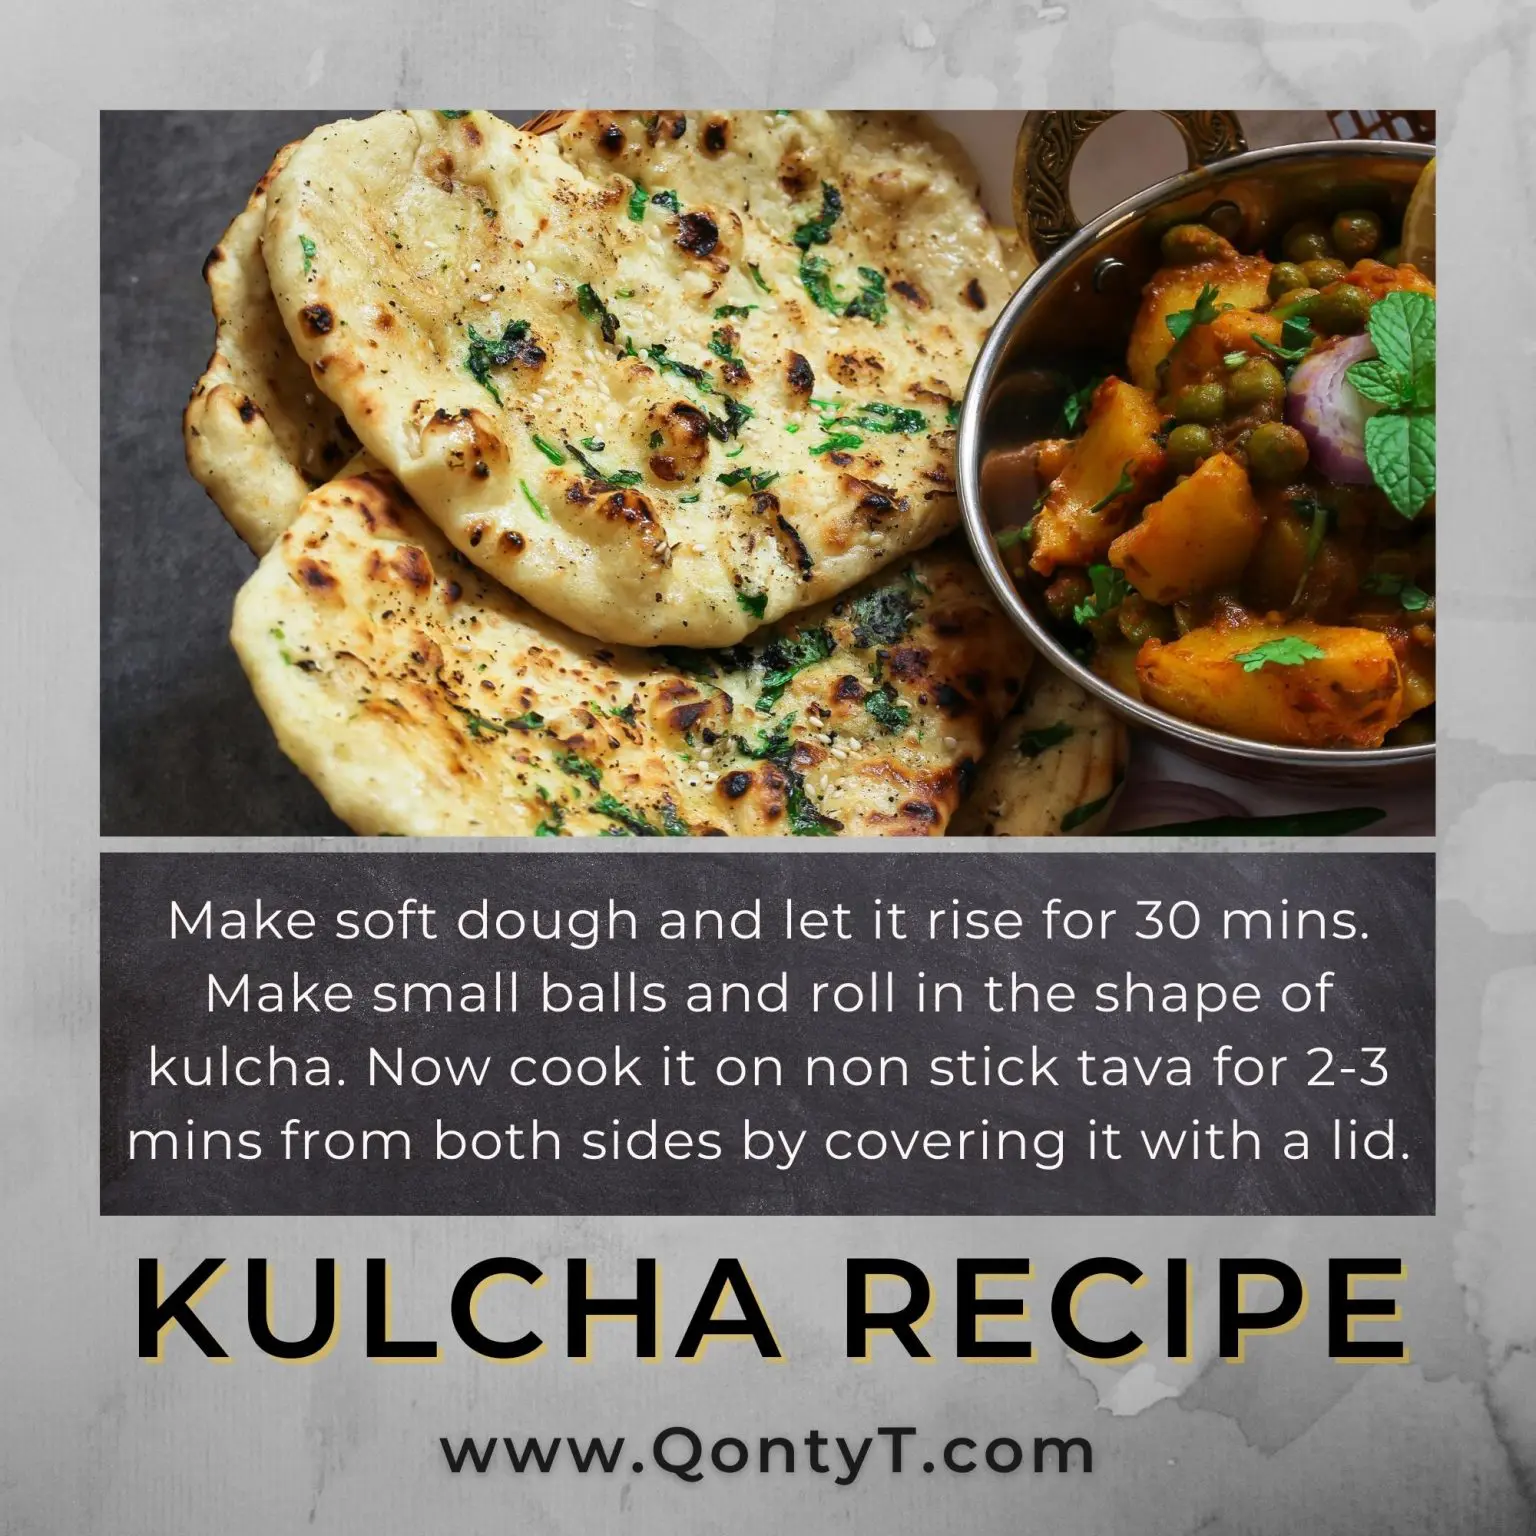 Make soft dough and let it rise for 30 mins.
Make small balls and roll in the shape of
kulcha. Now cook it on non stick tava for 2-3
mins from both sides by covering it with a lid.
KULCHA RECIPE
www.QontyT.com